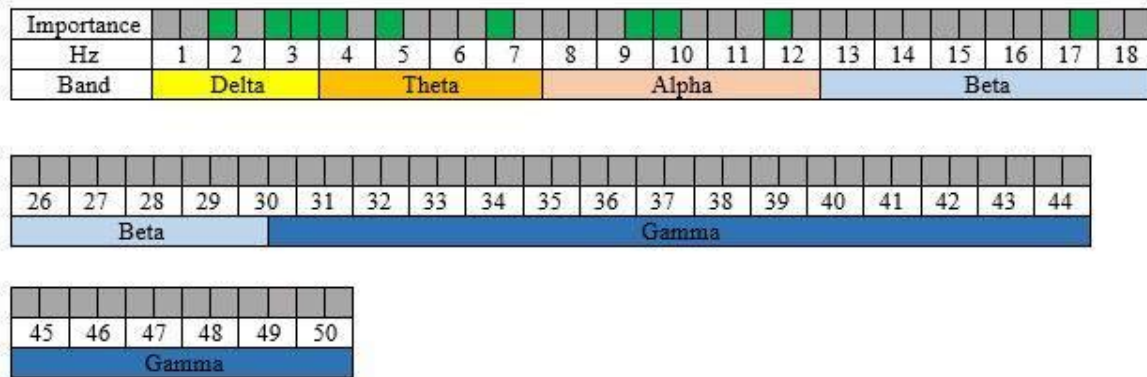 Importance
Hz 1 2 3 4 5 6 7 8 9 10 11 12 13 14 15 16 17 18
Band Delta Theta Alpha Beta
26 27 28 29 30 31 32 33 34 35 36 37 38 39 40 41 42 43 44
Beta Gamma
45 46 47 48 49 50
Gamma